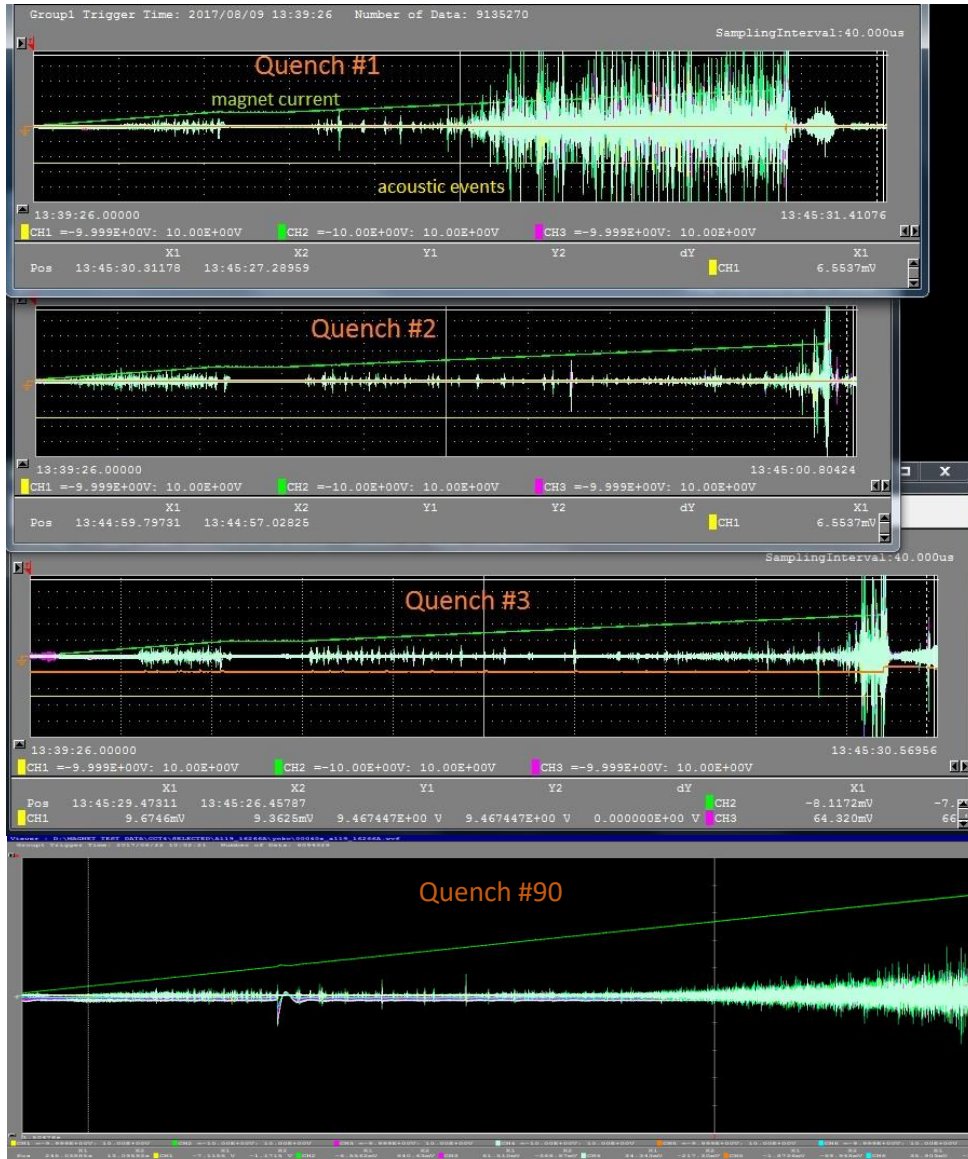 Group1 Trigger Time: 2017/08/09 13:39:26 Number of Data: 9135270
SamplingInterval:40.000us
Quench #1
magnet current
acoustic events
13:39:26.00000 13:45:31.41076
CH1 =-9.999E+00V: 10.00E+00V CH2 =-10.00E+00V: 10.00E+00V CH3 =-9.999E+00V: 10.00E+00V
X1 X2 Y1 Y2 dY X1
Pos 13:45:30.31178 13:45:27.28959 CH1 6.5537mV
Quench #2
13:39:26.00000 13:45:00.80424
CH1 =-9.999E+00V: 10.00E+00V CH2 =-10.00E+00V: 10.00E+00V CH3 =-9.999E+00V: 10.00E+00V
X1 X2 Y1 Y2 dY X1
Pos 13:44:59.79731 13:44:57.02825 CH1 6.5537mV
SamplingInterval:40.000us
Quench #3
13:39:26.00000 13:45:30.56956
CH1 =-9.999E+00V: 10.00E+00V CH2 =-10.00E+00V: 10.00E+00V CH3 =-9.999E+00V: 10.00E+00V
X1 X2 Y1 Y2 dY X1
Pos 13:45:29.47311 13:45:26.45787 CH2 -8.1172mV -7.
CH1 9.6746mV 9.3625mV 9.467447E+00 V 9.467447E+00 V 0.000000E+00 V CH3 64.320mV 66
Quench #90